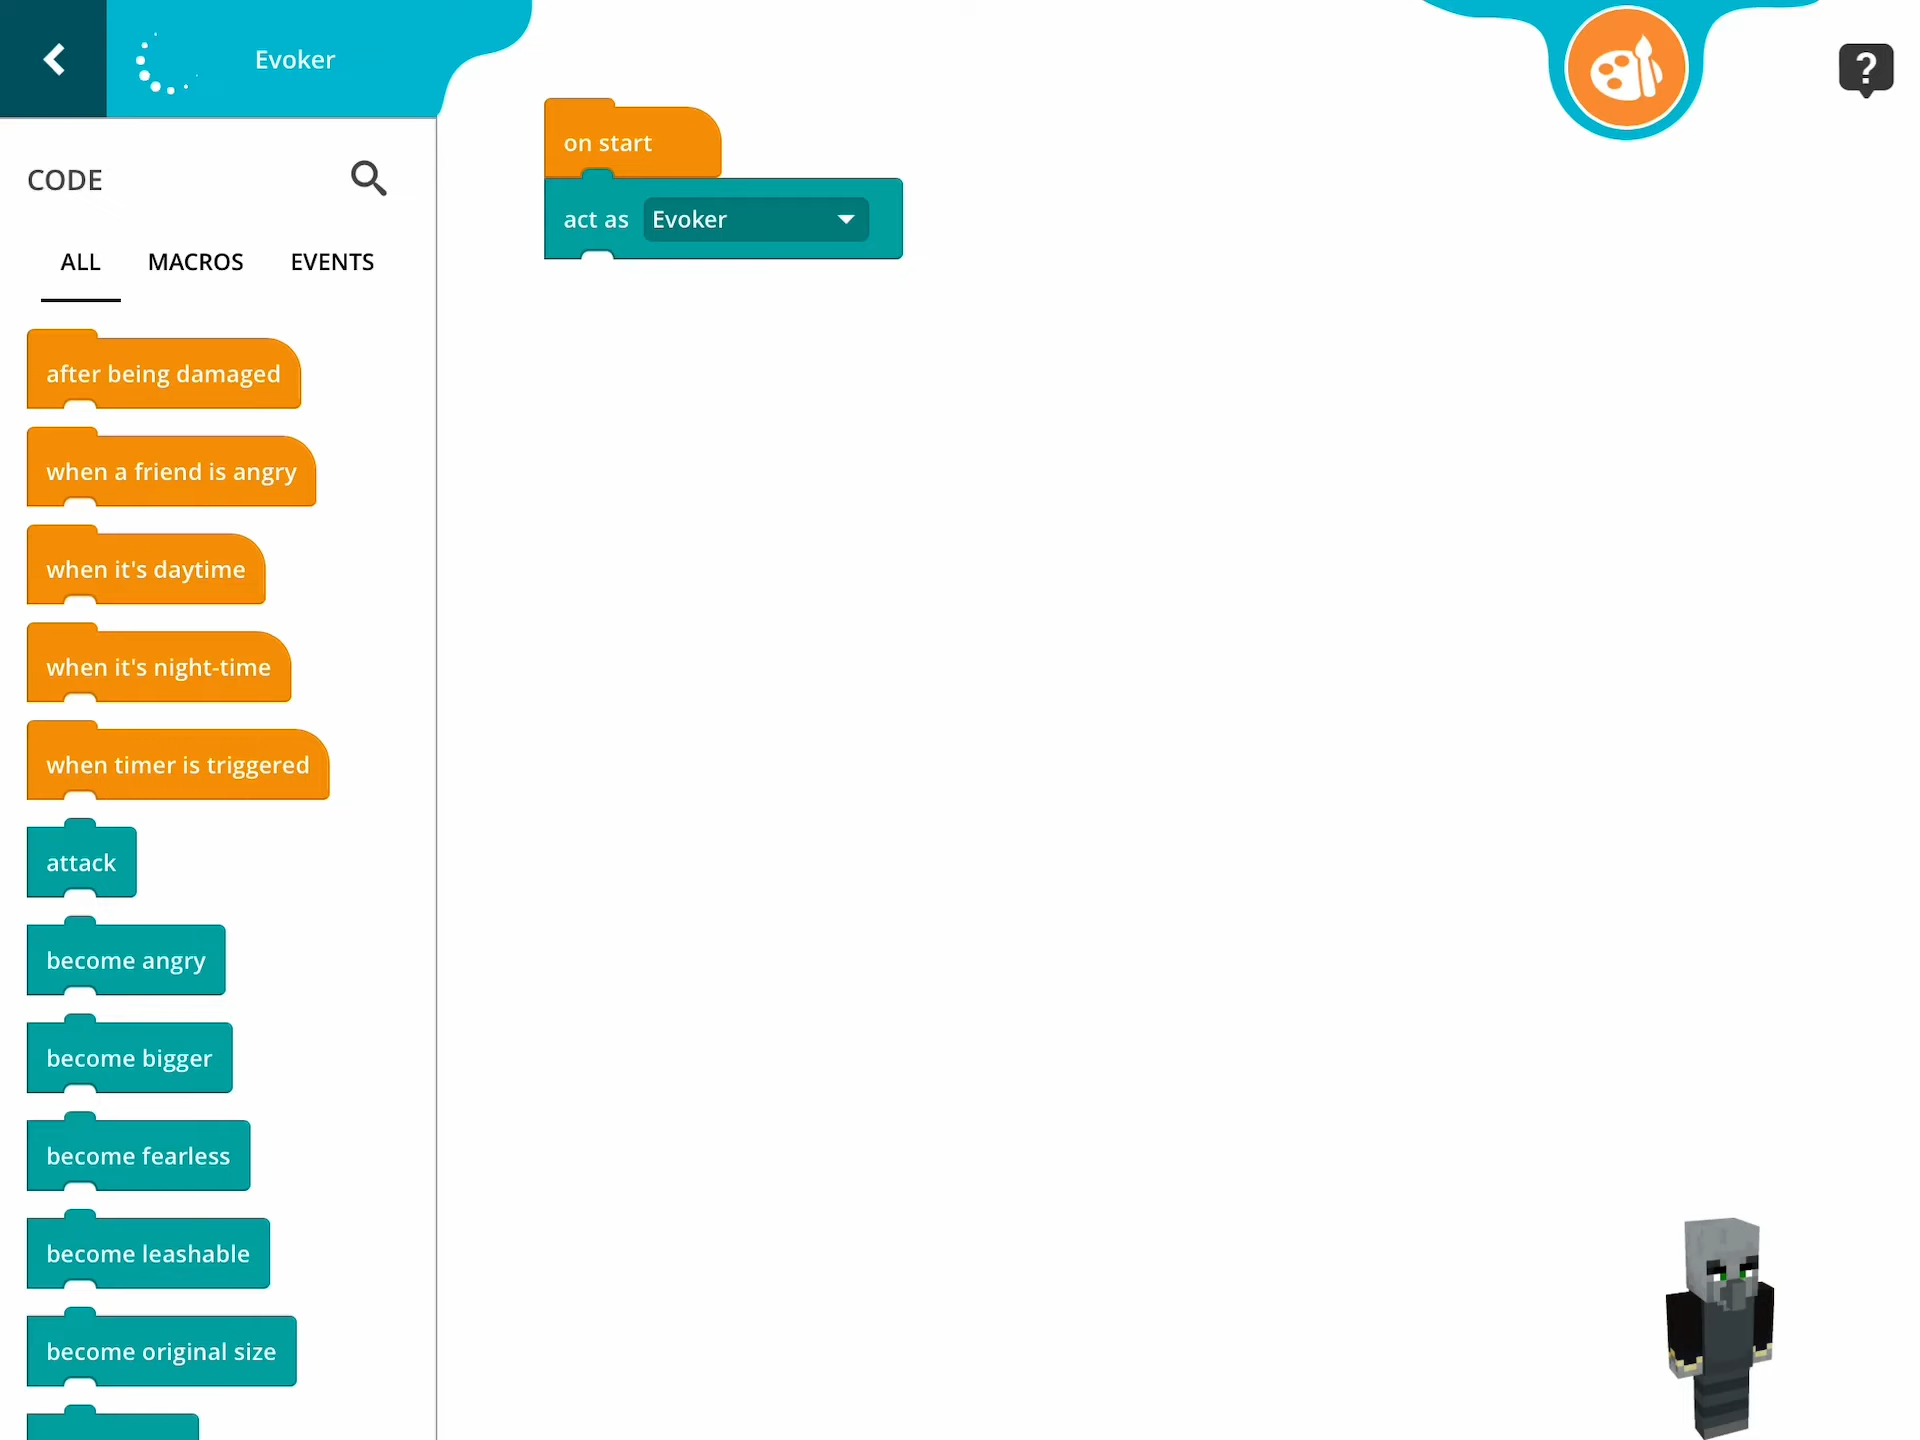 Evoker
?
CODE
ALL MACROS EVENTS
after being damaged
when a friend is angry
when it's daytime
when it's night-time
when timer is triggered
attack
become angry
become bigger
become fearless
become leashable
become original size
on start
act as Evoker